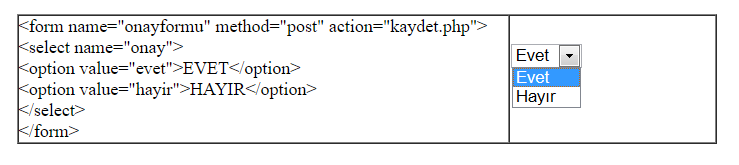 <form name="onayformu" method="post" action="kaydet.php">
<select name="onay">
<option value="evet">EVET</option>
<option value="hayir">HAYIR</option>
</select>
</form>
Evet
Evet
Hayır